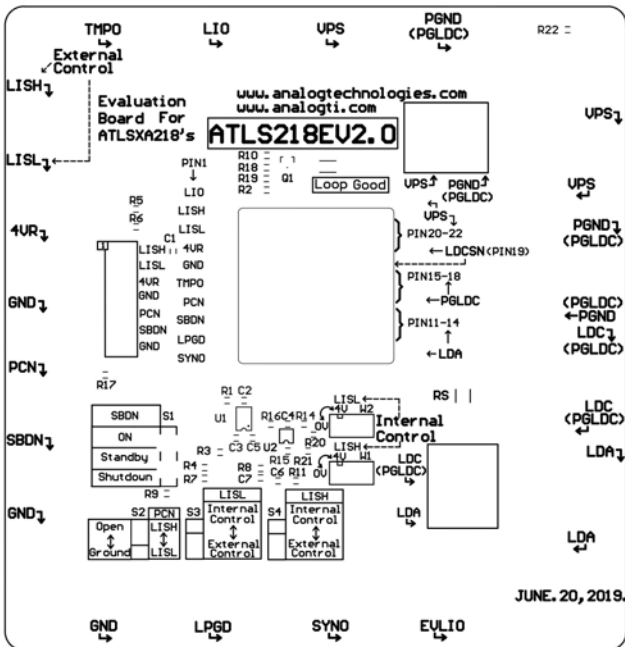 TMPO
LIO
VPS
PGND
(PGLDC)
R22
External
Control
LISH
LISL
4VR
GND
PCN
SBDN
GND
Evaluation
Board For
ATLSXA218's
www.analogtechnologies.com
www.analogti.com
ATLS218EV2.0
R10
R18
R19
R2
Q1
Loop Good
VPS
PGND
(PGLDC)
VPS
PIN1
LIO
LISH
LISL
4VR
GND
TMPO
PCN
SBDN
LPGD
SYNO
R5
R6
C1
1
LISH
LISL
4VR
GND
PCN
SBDN
GND
R17
PIN20-22
LDCSN(PIN19)
PIN15-18
PGLDC
PIN11-14
LDA
VPS
VPS
PGND
(PGLDC)
(PGLDC)
PGND
LDC
(PGLDC)
LDC
(PGLDC)
LDA
LDA
RS
R1 C2
U1
C3 C5 U2
R16 C4 R14
R20
R15 R21
C6 R11
R3
R4
R7
R8
C7
LISL
4V W2
0V
LISH
4V W1
0V
Internal
Control
LDC
(PGLDC)
LDA
SBDN
S1
ON
Standby
Shutdown
R9
S2
PCN
Open
Ground
LISH
LISL
S3
LISL
Internal
Control
External
Control
S4
LISH
Internal
Control
External
Control
JUNE.20,2019.
GND
LPGD
SYNO
EVLIO